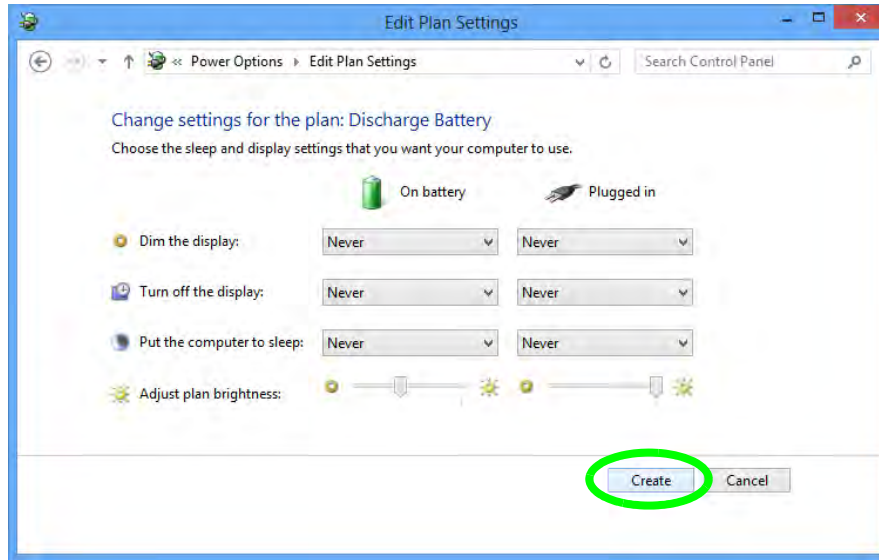 Edit Plan Settings
« Power Options Edit Plan Settings Search Control Panel
Change settings for the plan: Discharge Battery
Choose the sleep and display settings that you want your computer to use.
On battery Plugged in
Dim the display: Never Never
Turn off the display: Never Never
Put the computer to sleep: Never Never
Adjust plan brightness:
Create Cancel